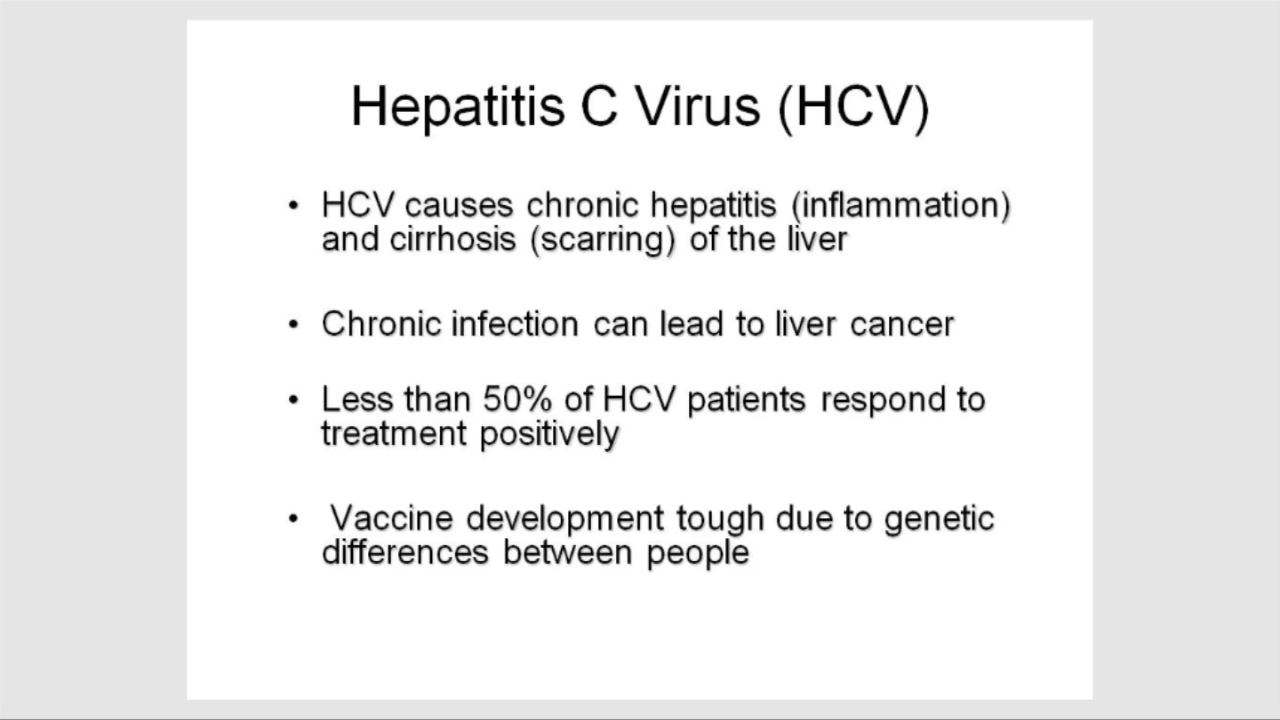 Hepatitis C Virus (HCV)
• HCV causes chronic hepatitis (inflammation)
and cirrhosis (scarring) of the liver
• Chronic infection can lead to liver cancer
• Less than 50% of HCV patients respond to
treatment positively
• Vaccine development tough due to genetic
differences between people